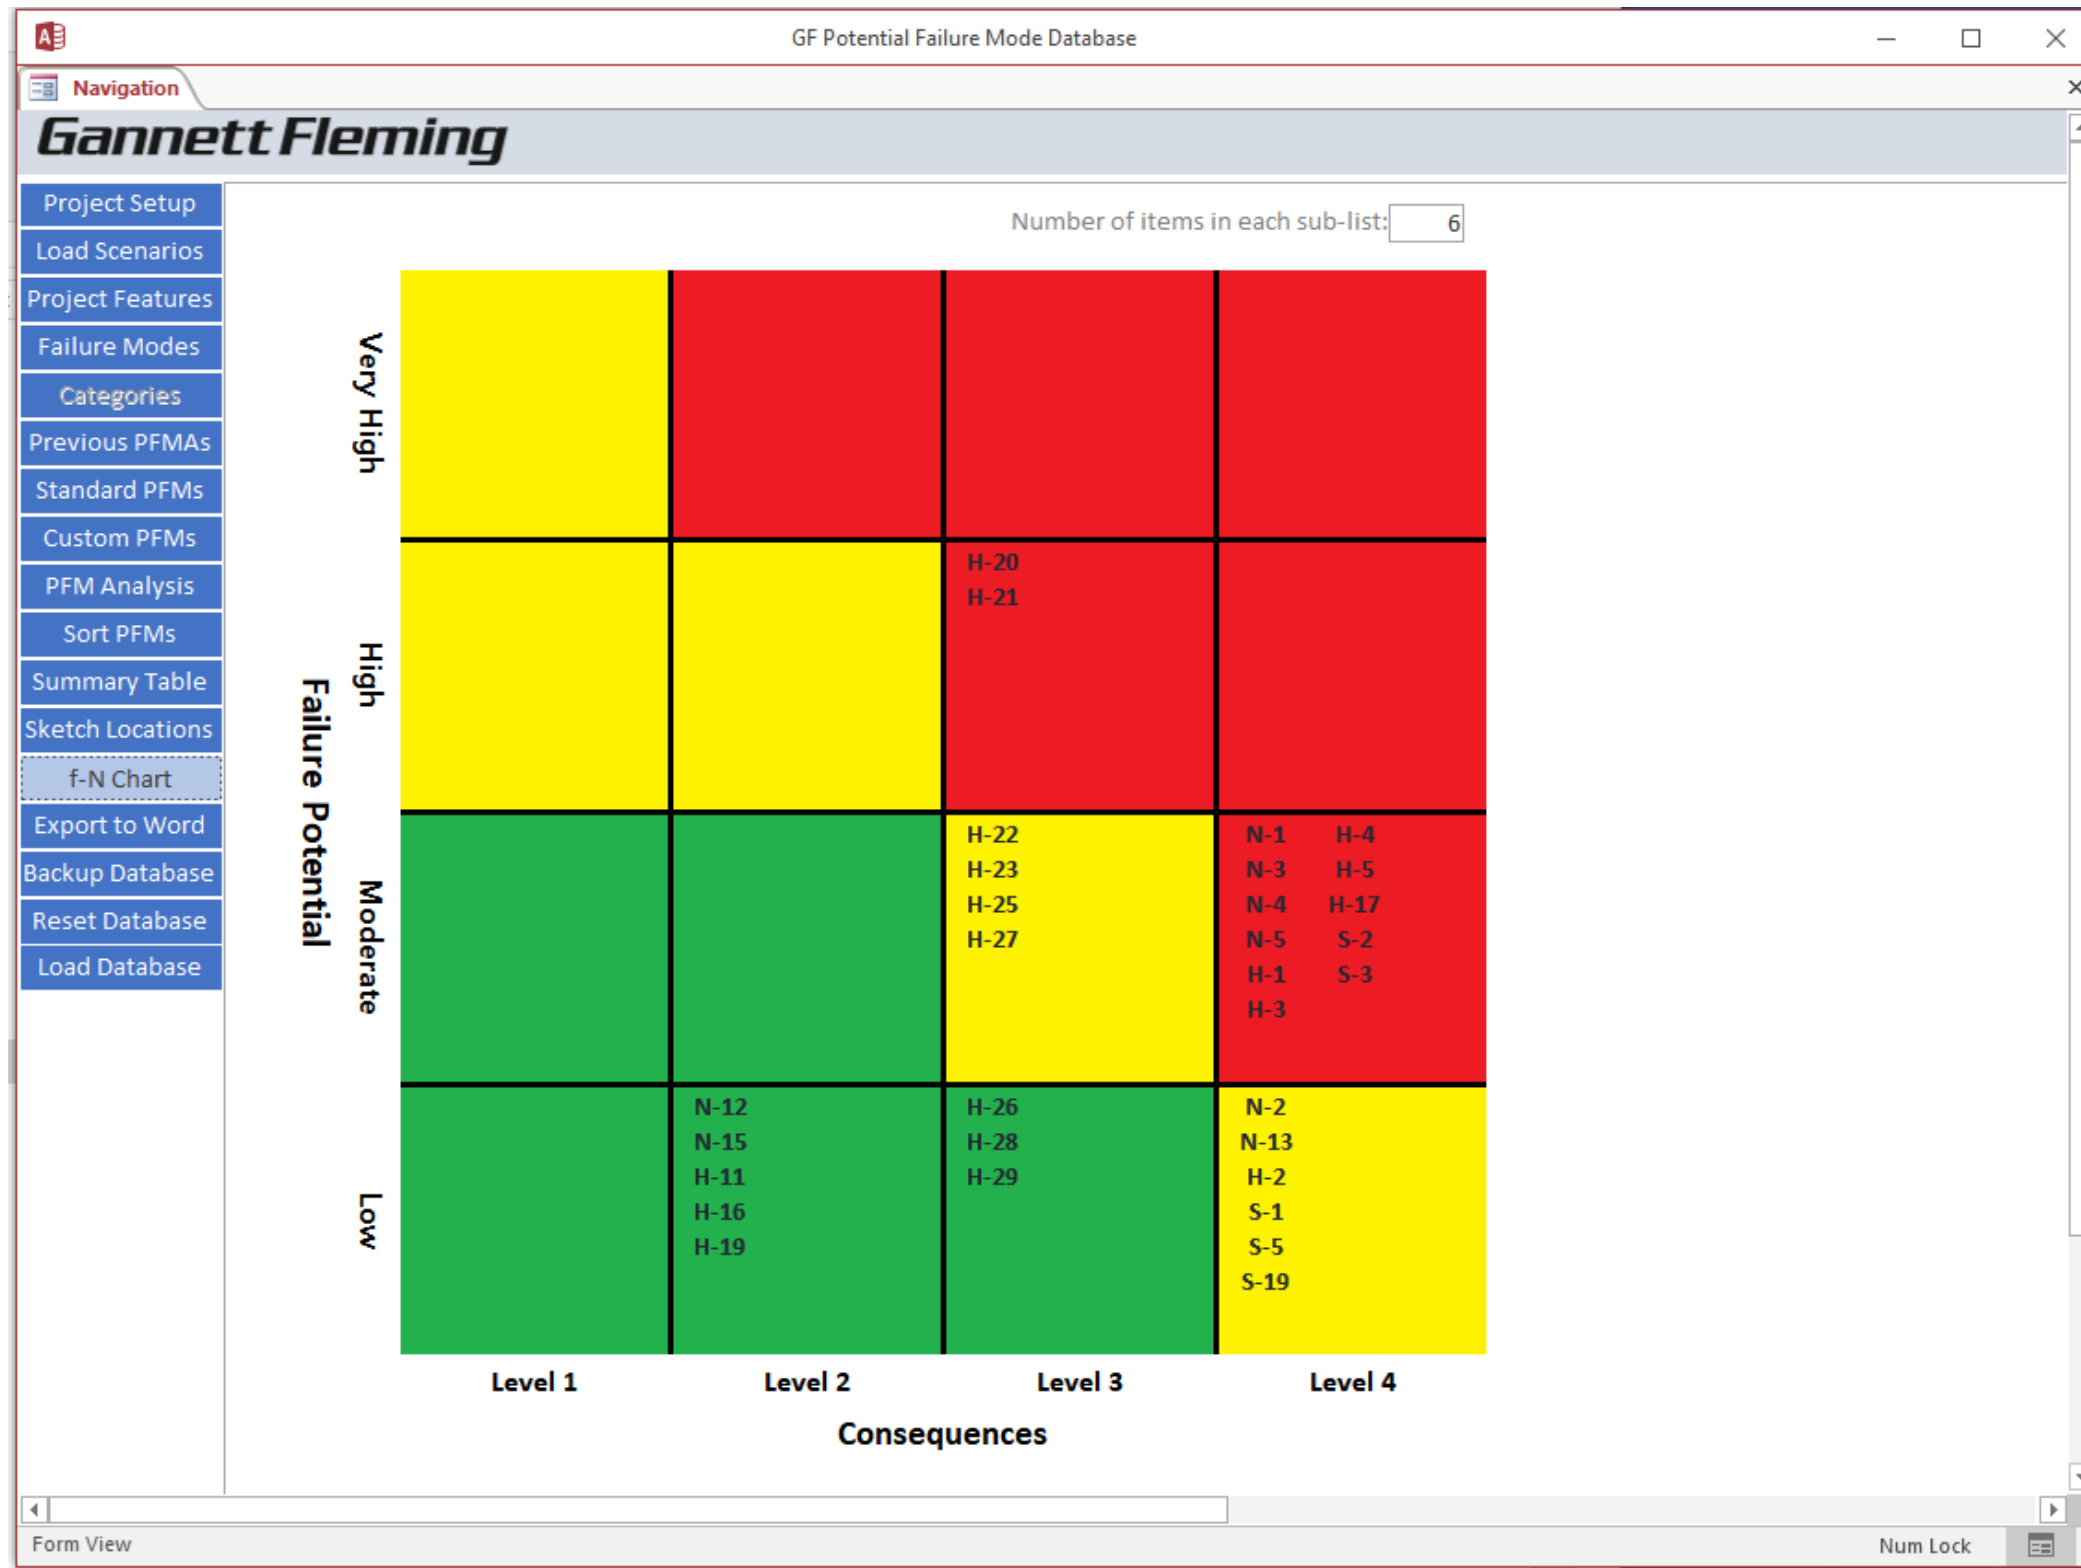 GF Potential Failure Mode Database
Navigation
Gannett Fleming
Project Setup
Load Scenarios
Project Features
Failure Modes
Categories
Previous PFMAs
Standard PFMs
Custom PFMs
PFM Analysis
Sort PFMs
Summary Table
Sketch Locations
f-N Chart
Export to Word
Backup Database
Reset Database
Load Database
Number of items in each sub-list: 6
Failure Potential
Very High
High
H-20
H-21
Moderate
H-22
H-23
H-25
H-27
N-1 H-4
N-3 H-5
N-4 H-17
N-5 S-2
H-1 S-3
H-3
Low
N-12
N-15
H-11
H-16
H-19
H-26
H-28
H-29
N-2
N-13
H-2
S-1
S-5
S-19
Level 1 Level 2 Level 3 Level 4
Consequences
Form View
Num Lock